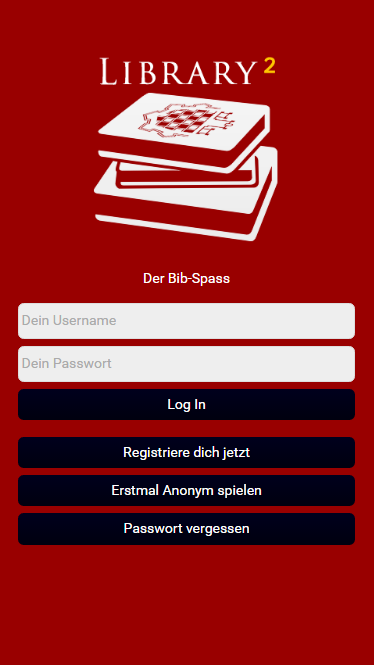 LIBRARY 2
Der Bib-Spass
Dein Username
Dein Passwort
Log In
Registriere dich jetzt
Erstmal Anonym spielen
Passwort vergessen